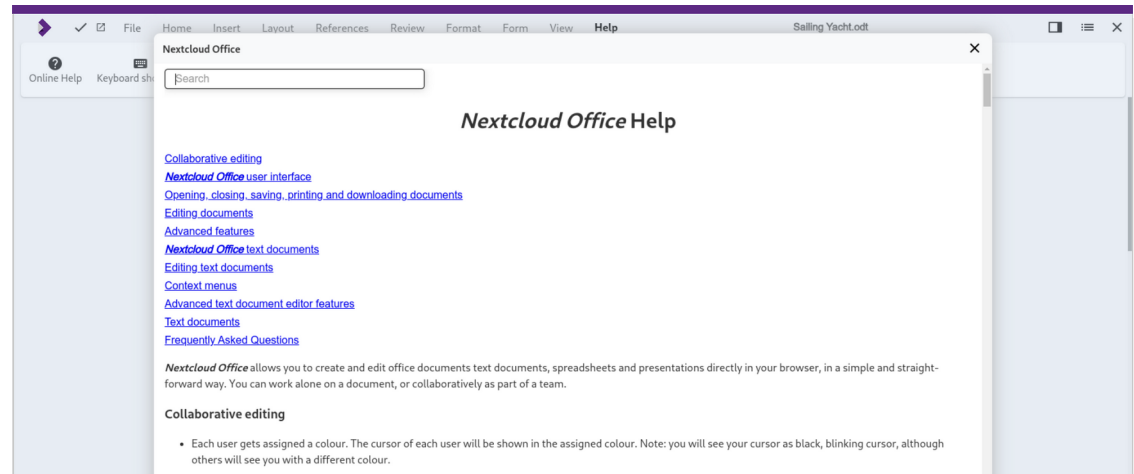 File Home Insert Layout References Review Format Form View Help Sailing Yacht.odt
Nextcloud Office
Online Help Keyboard
Search
Nextcloud Office Help
Collaborative editing
Nextcloud Office user interface
Opening, closing, saving, printing and downloading documents
Editing documents
Advanced features
Nextcloud Office text documents
Editing text documents
Context menus
Advanced text document editor features
Text documents
Frequently Asked Questions
Nextcloud Office allows you to create and edit office documents text documents, spreadsheets and presentations directly in your browser, in a simple and straight-
forward way. You can work alone on a document, or collaboratively as part of a team.
Collaborative editing
• Each user gets assigned a colour. The cursor of each user will be shown in the assigned colour. Note: you will see your cursor as black, blinking cursor, although
others will see you with a different colour.